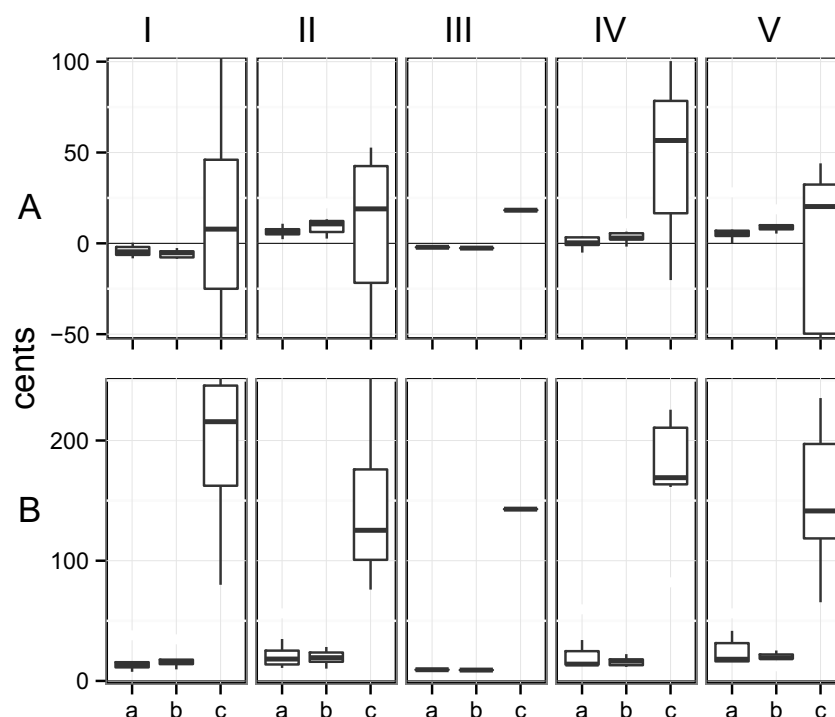 I II III IV V
A
100
50
0
−50
a b c a b c a b c a b c a b c
cents
B
200
100
0
a b c a b c a b c a b c a b c